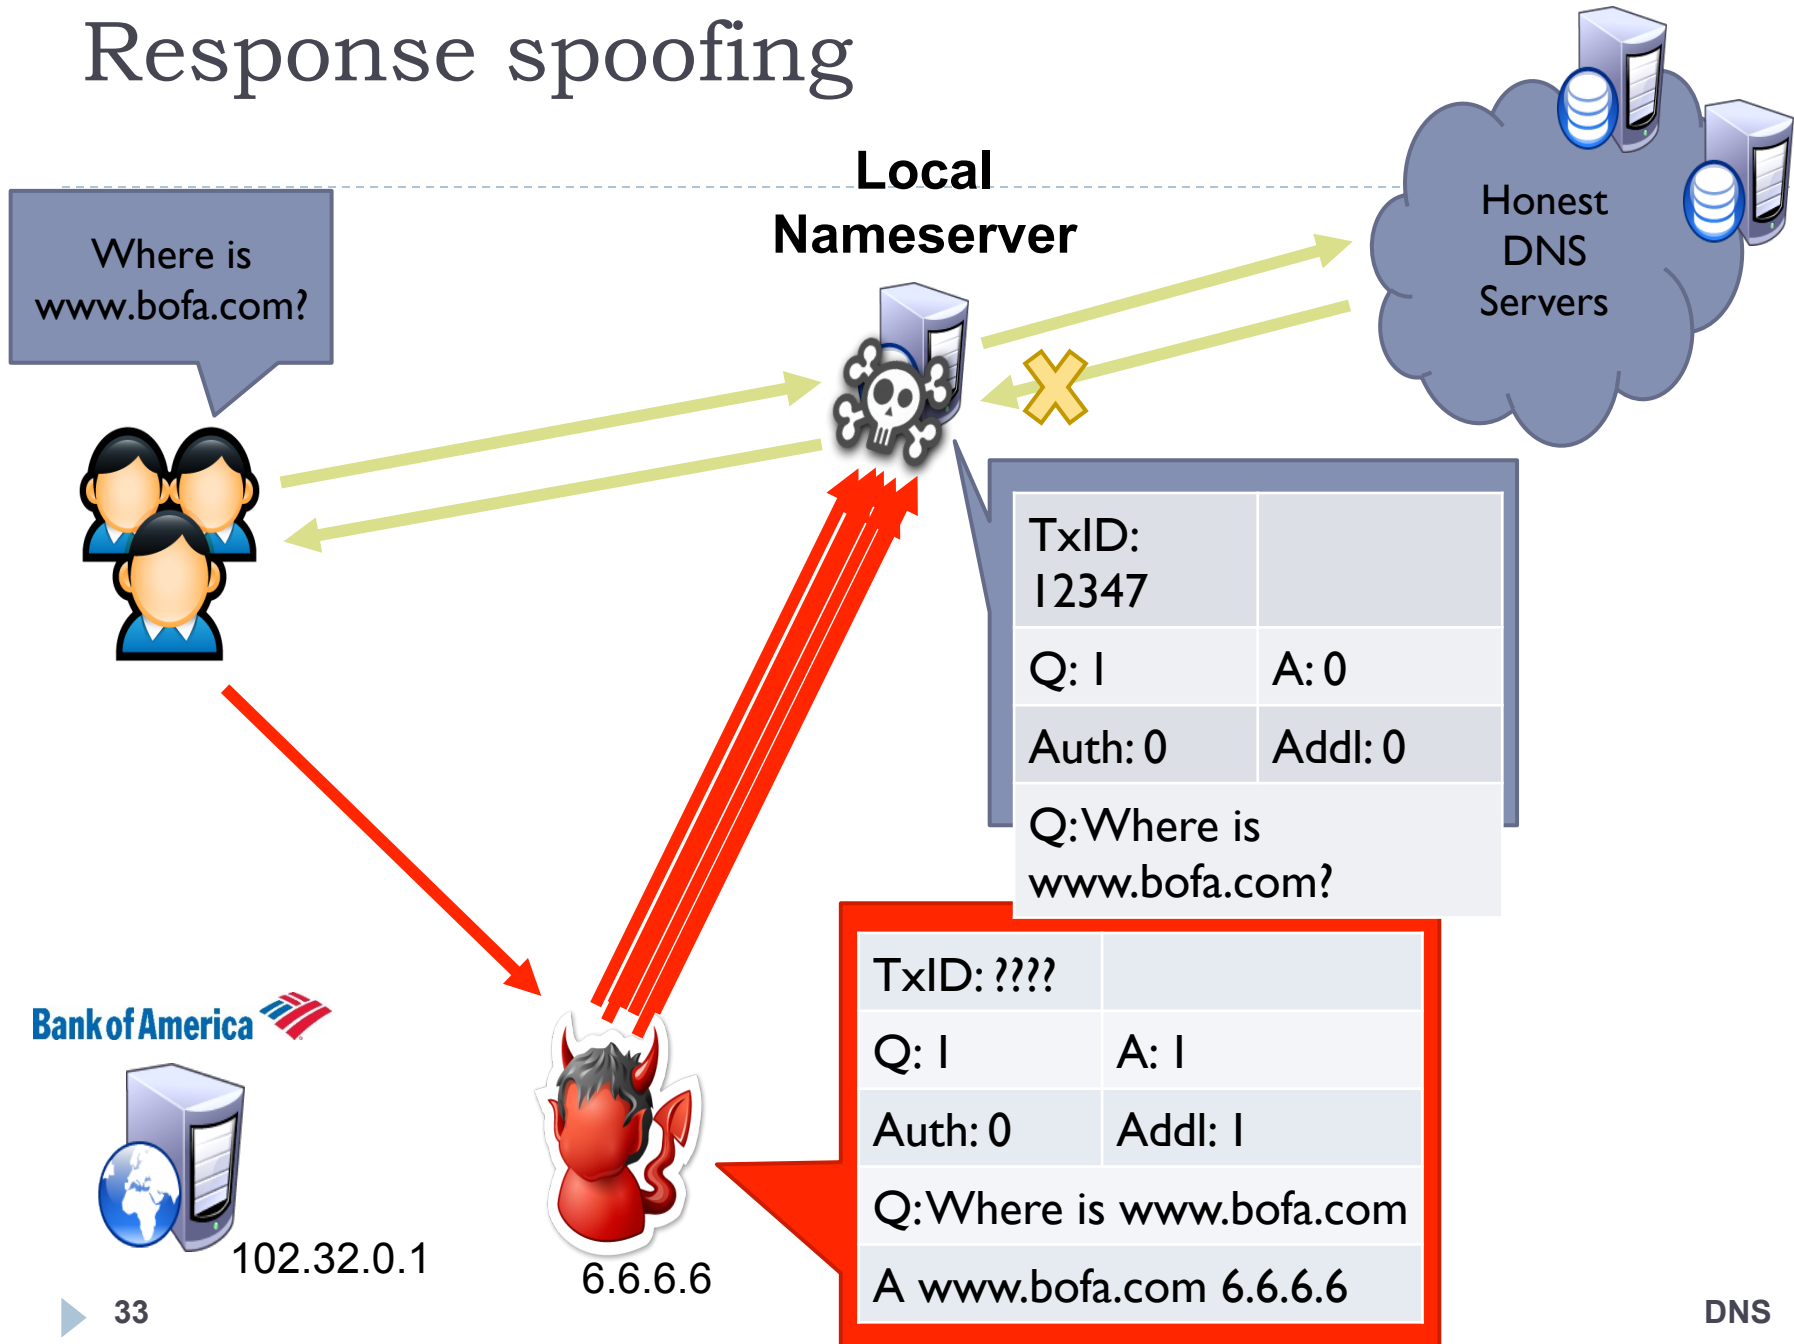 Response spoofing
Local
Nameserver
Honest
DNS
Servers
Where is
www.bofa.com?
TxID:
12347
Q: 1
A: 0
Auth: 0
Addl: 0
Q: Where is
www.bofa.com?
TxID: ????
Q: 1
A: 1
Auth: 0
Addl: 1
Q: Where is www.bofa.com
A www.bofa.com 6.6.6.6
Bank of America
102.32.0.1
6.6.6.6
33
DNS